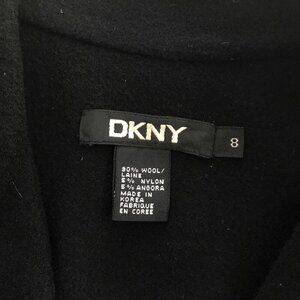 DKNY
8
90% WOOL/
LAINE
5% NYLON
5% ANGORA
MADE IN
KOREA
FABRIQUE
EN COREE